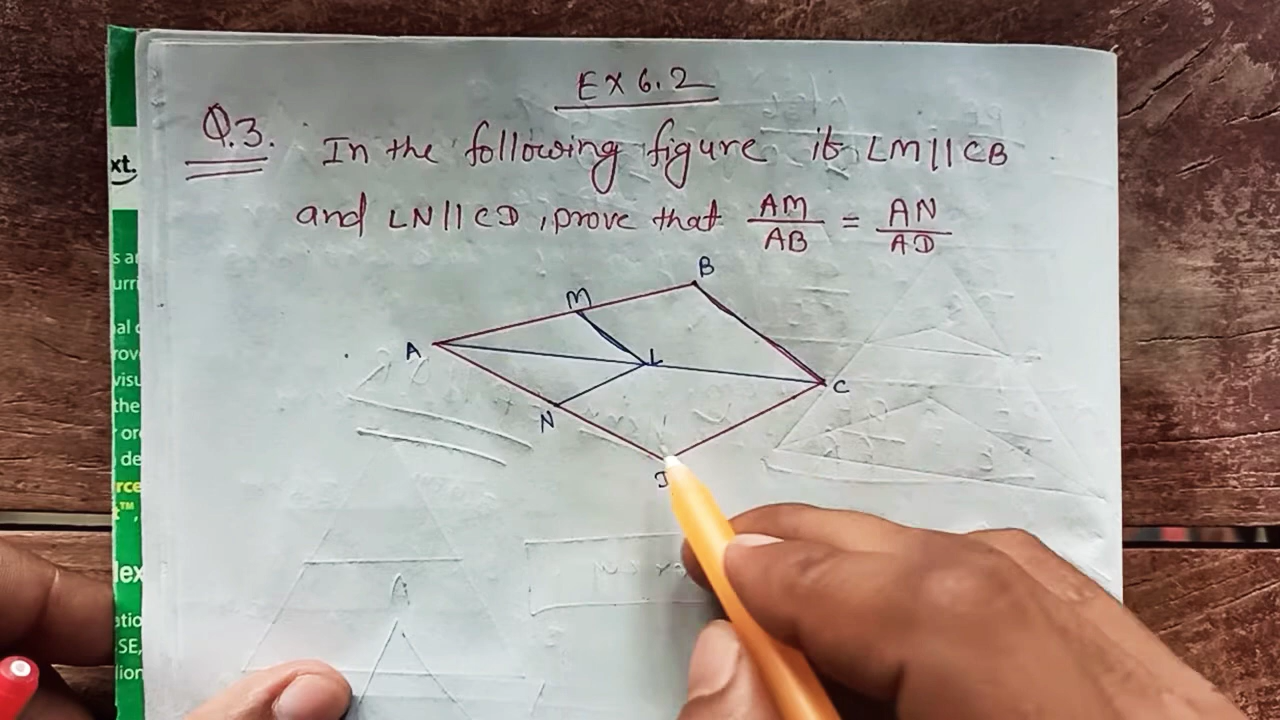 EX 6.2
Q.3. In the following figure if LM||CB
and LN||CD, prove that AM/AB = AN/AD
B
M
A
L
C
N
D
xt.